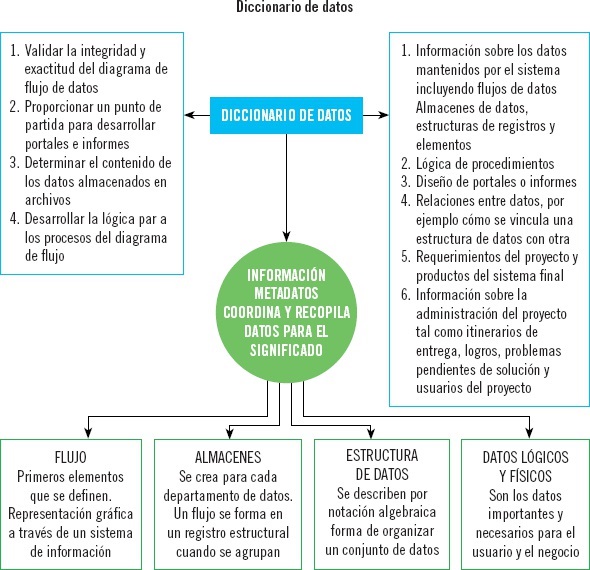 Diccionario de datos
1. Validar la integridad y
exactitud del diagrama de
flujo de datos
2. Proporcionar un punto de
partida para desarrollar
portales e informes
3. Determinar el contenido de
los datos almacenados en
archivos
4. Desarrollar la lógica par a
los procesos del diagrama
de flujo
DICCIONARIO DE DATOS
1. Información sobre los datos
mantenidos por el sistema
incluyendo flujos de datos
Almacenes de datos,
estructuras de registros y
elementos
2. Lógica de procedimientos
3. Diseño de portales o informes
4. Relaciones entre datos, por
ejemplo cómo se vincula una
estructura de datos con otra
5. Requerimientos del proyecto y
productos del sistema final
6. Información sobre la
administración del proyecto
tal como itinerarios de
entrega, logros, problemas
pendientes de solución y
usuarios del proyecto
INFORMACIÓN
METADATOS
COORDINA Y RECOPILA
DATOS PARA EL
SIGNIFICADO
FLUJO
Primeros elementos
que se definen.
Representación gráfica
a través de un sistema
de información
ALMACENES
Se crea para cada
departamento de datos.
Un flujo se forma en
un registro estructural
cuando se agrupan
ESTRUCTURA
DE DATOS
Se describen por
notación algebraica
forma de organizar
un conjunto de datos
DATOS LÓGICOS
Y FÍSICOS
Son los datos
importantes y
necesarios para el
usuario y el negocio